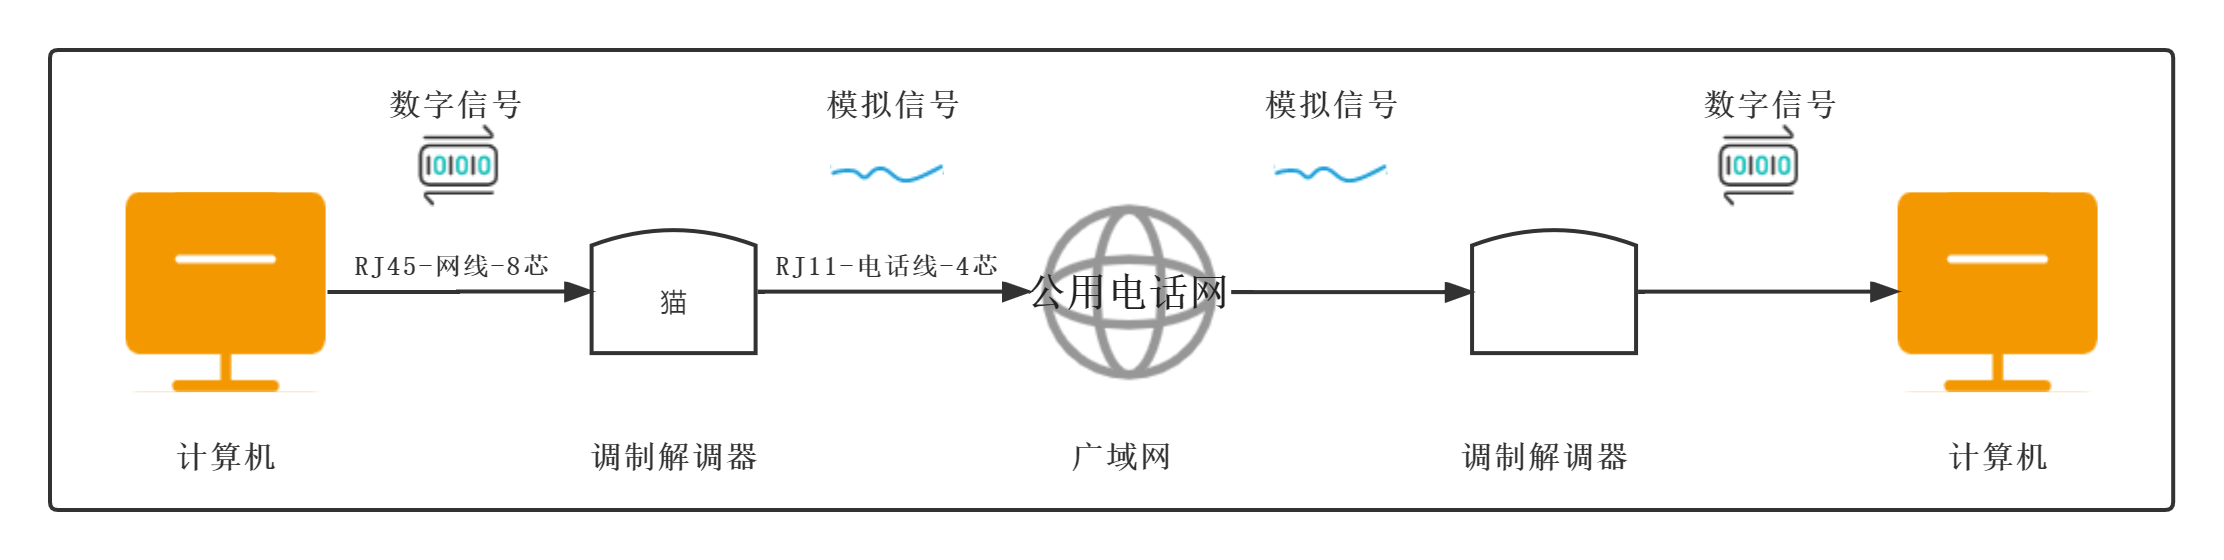 数字信号
模拟信号
模拟信号
数字信号
101010
101010
RJ45-网线-8芯
RJ11-电话线-4芯
猫
公用电话网
计算机
调制解调器
广域网
调制解调器
计算机